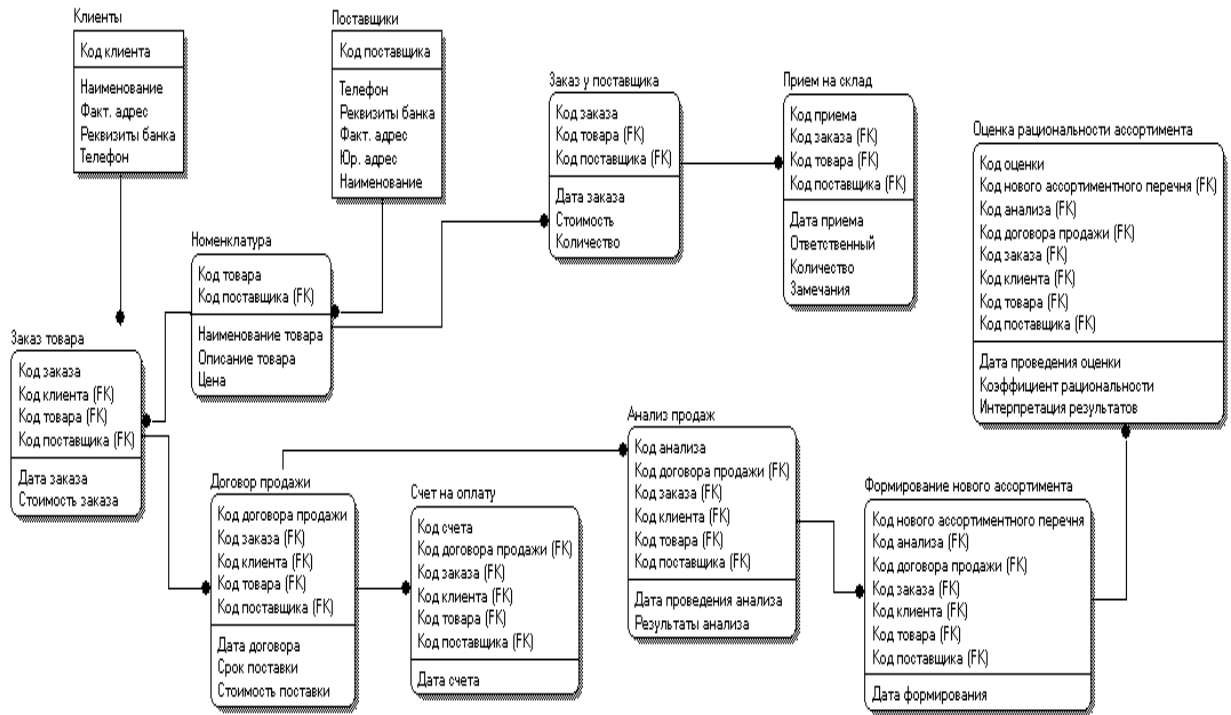 Клиенты
Код клиента
Наименование
Факт. адрес
Реквизиты банка
Телефон
Поставщики
Код поставщика
Телефон
Реквизиты банка
Факт. адрес
Юр. адрес
Наименование
Заказ у поставщика
Код заказа
Код товара (FK)
Код поставщика (FK)
Дата заказа
Стоимость
Количество
Прием на склад
Код приема
Код заказа (FK)
Код товара (FK)
Код поставщика (FK)
Дата приема
Ответственный
Количество
Замечания
Оценка рациональности ассортимента
Код оценки
Код нового ассортиментного перечня (FK)
Код анализа (FK)
Код договора продажи (FK)
Код заказа (FK)
Код клиента (FK)
Код товара (FK)
Код поставщика (FK)
Дата проведения оценки
Коэффициент рациональности
Интерпретация результатов
Номенклатура
Код товара
Код поставщика (FK)
Наименование товара
Описание товара
Цена
Заказ товара
Код заказа
Код клиента (FK)
Код товара (FK)
Код поставщика (FK)
Дата заказа
Стоимость заказа
Договор продажи
Код договора продажи
Код заказа (FK)
Код клиента (FK)
Код товара (FK)
Код поставщика (FK)
Дата договора
Срок поставки
Стоимость поставки
Счет на оплату
Код счета
Код договора продажи (FK)
Код заказа (FK)
Код клиента (FK)
Код товара (FK)
Код поставщика (FK)
Дата счета
Анализ продаж
Код анализа
Код договора продажи (FK)
Код заказа (FK)
Код клиента (FK)
Код товара (FK)
Код поставщика (FK)
Дата проведения анализа
Результаты анализа
Формирование нового ассортимента
Код нового ассортиментного перечня
Код анализа (FK)
Код договора продажи (FK)
Код заказа (FK)
Код клиента (FK)
Код товара (FK)
Код поставщика (FK)
Дата формирования